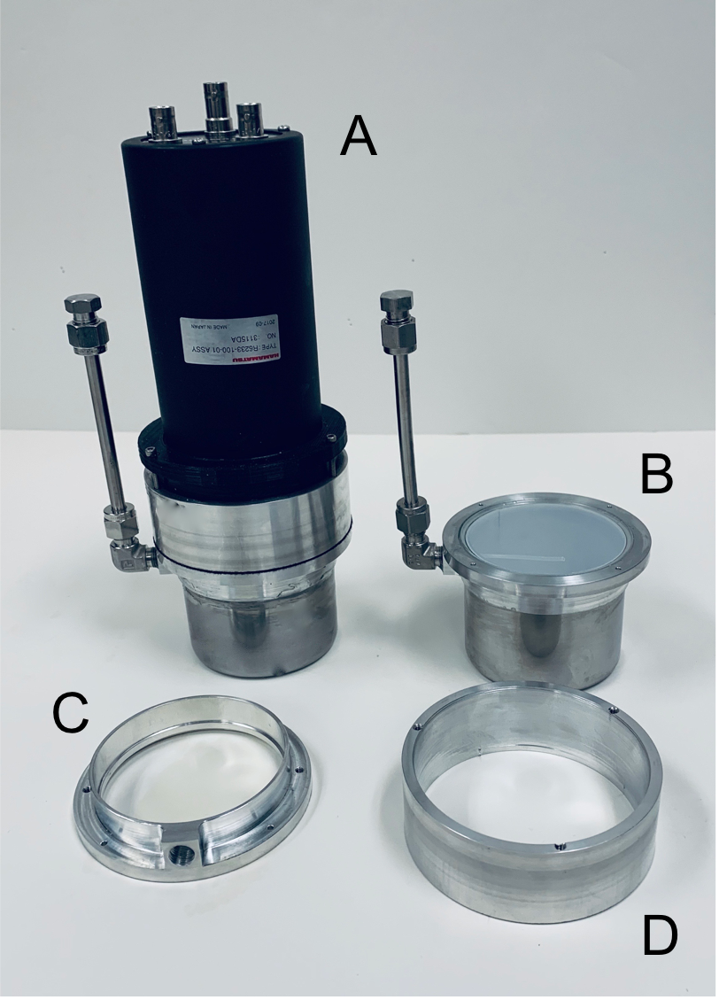 A
HAMAMATSU
TYPE R6233-100-01 ASSY
NO. 3115DA
2017-09 MADE IN JAPAN
B
C
D